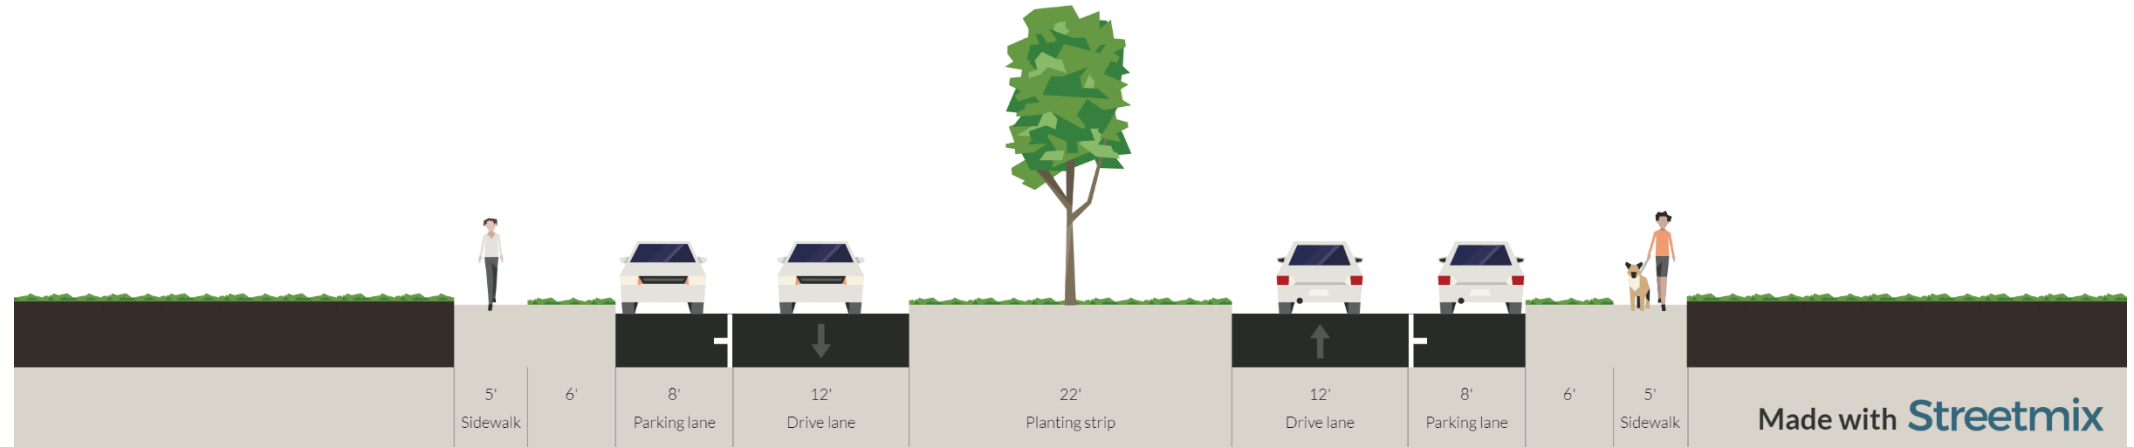 5' 6' 8' 12' 22' 12' 8' 6' 5'
Sidewalk Parking lane Drive lane Planting strip Drive lane Parking lane Sidewalk
Made with Streetmix